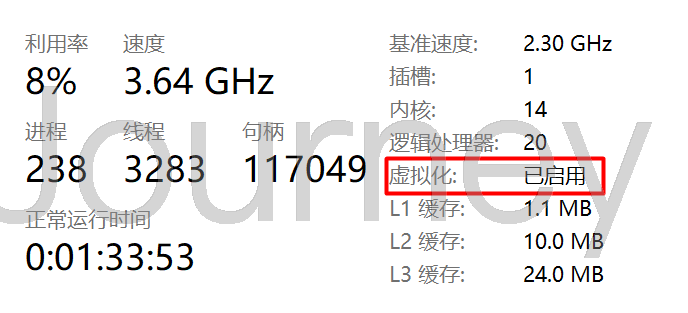 利用率 速度
8% 3.64 GHz
进程 线程 句柄
238 3283 117049
正常运行时间
0:01:33:53
基准速度: 2.30 GHz
插槽: 1
内核: 14
逻辑处理器: 20
虚拟化: 已启用
L1 缓存: 1.1 MB
L2 缓存: 10.0 MB
L3 缓存: 24.0 MB
Journey